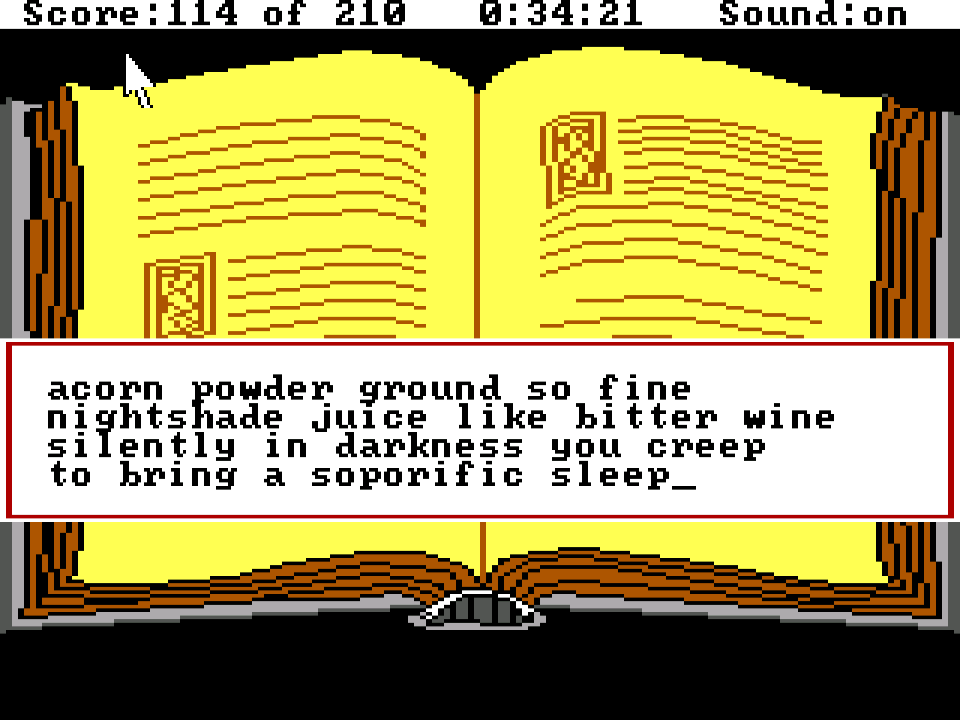 Score:114 of 210 0:34:21 Sound:on
acorn powder ground so fine
nightshade juice like bitter wine
silently in darkness you creep
to bring a soporific sleep_